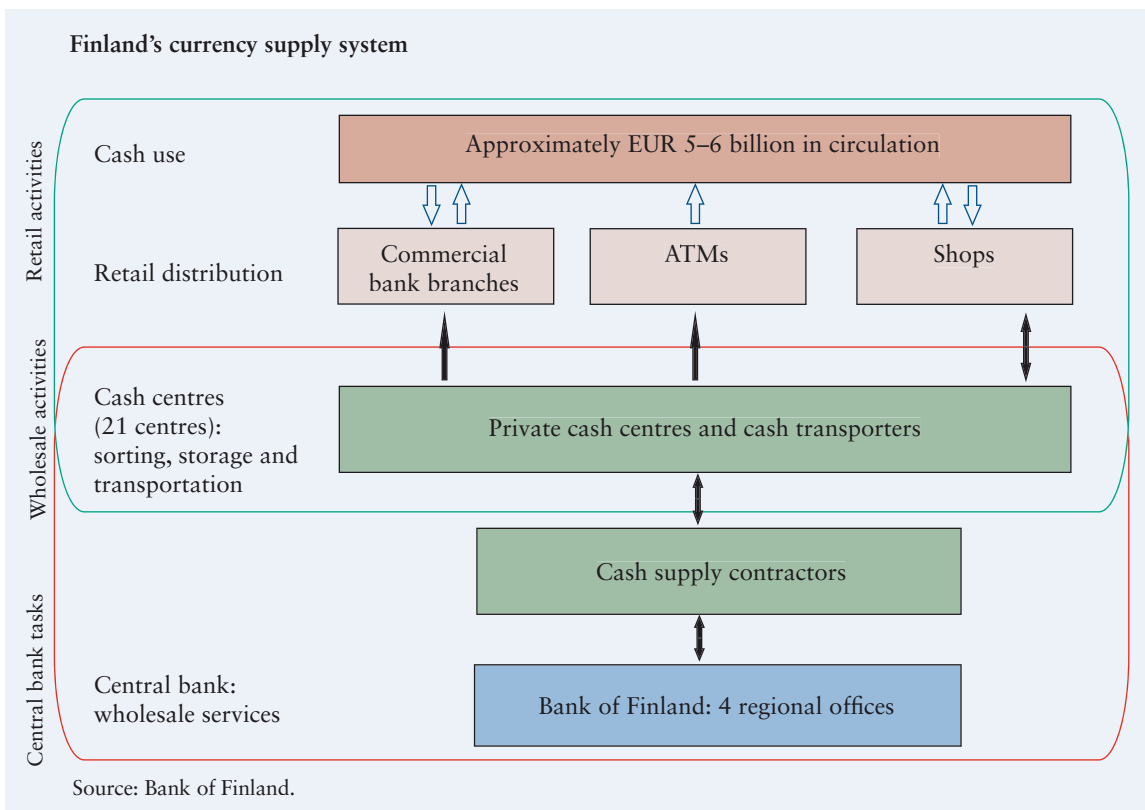 Finland’s currency supply system
Retail activities
Cash use
Approximately EUR 5–6 billion in circulation
Retail distribution
Commercial
bank branches
ATMs
Shops
Wholesale activities
Cash centres
(21 centres):
sorting, storage and
transportation
Private cash centres and cash transporters
Cash supply contractors
Central bank tasks
Central bank:
wholesale services
Bank of Finland: 4 regional offices
Source: Bank of Finland.